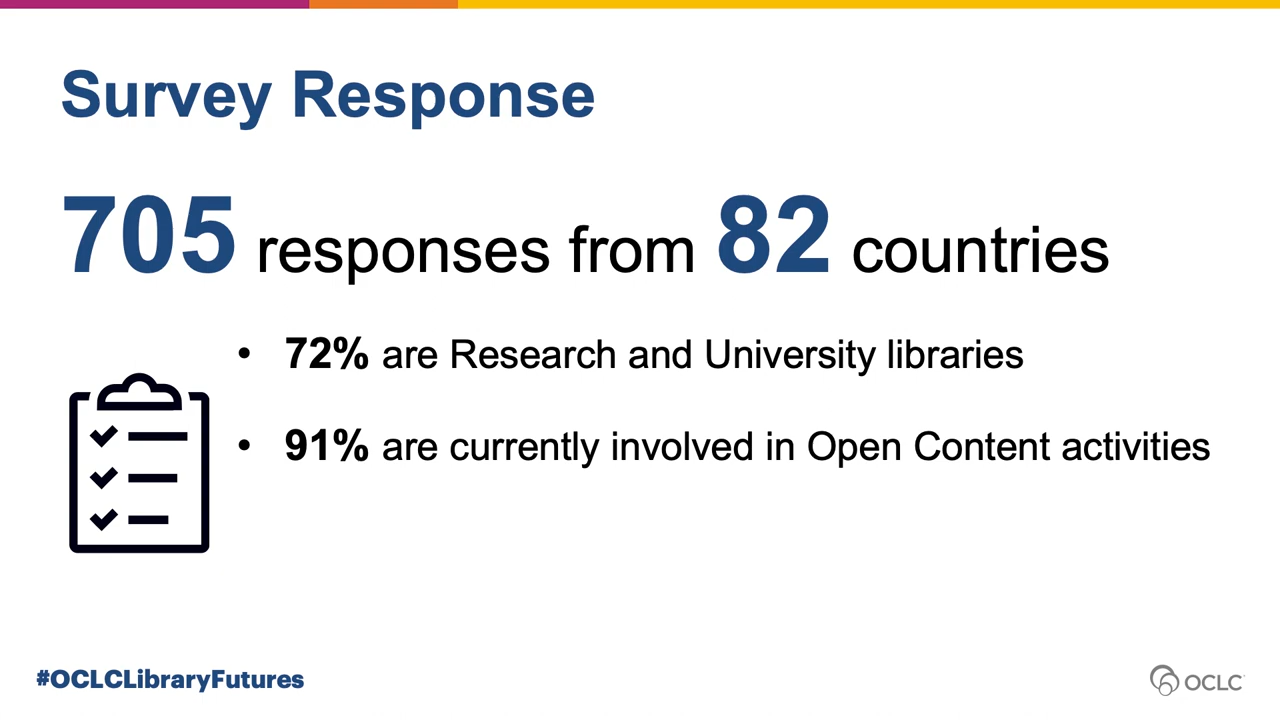 Survey Response
705 responses from 82 countries
• 72% are Research and University libraries
• 91% are currently involved in Open Content activities
#OCLCLibraryFutures
OCLC